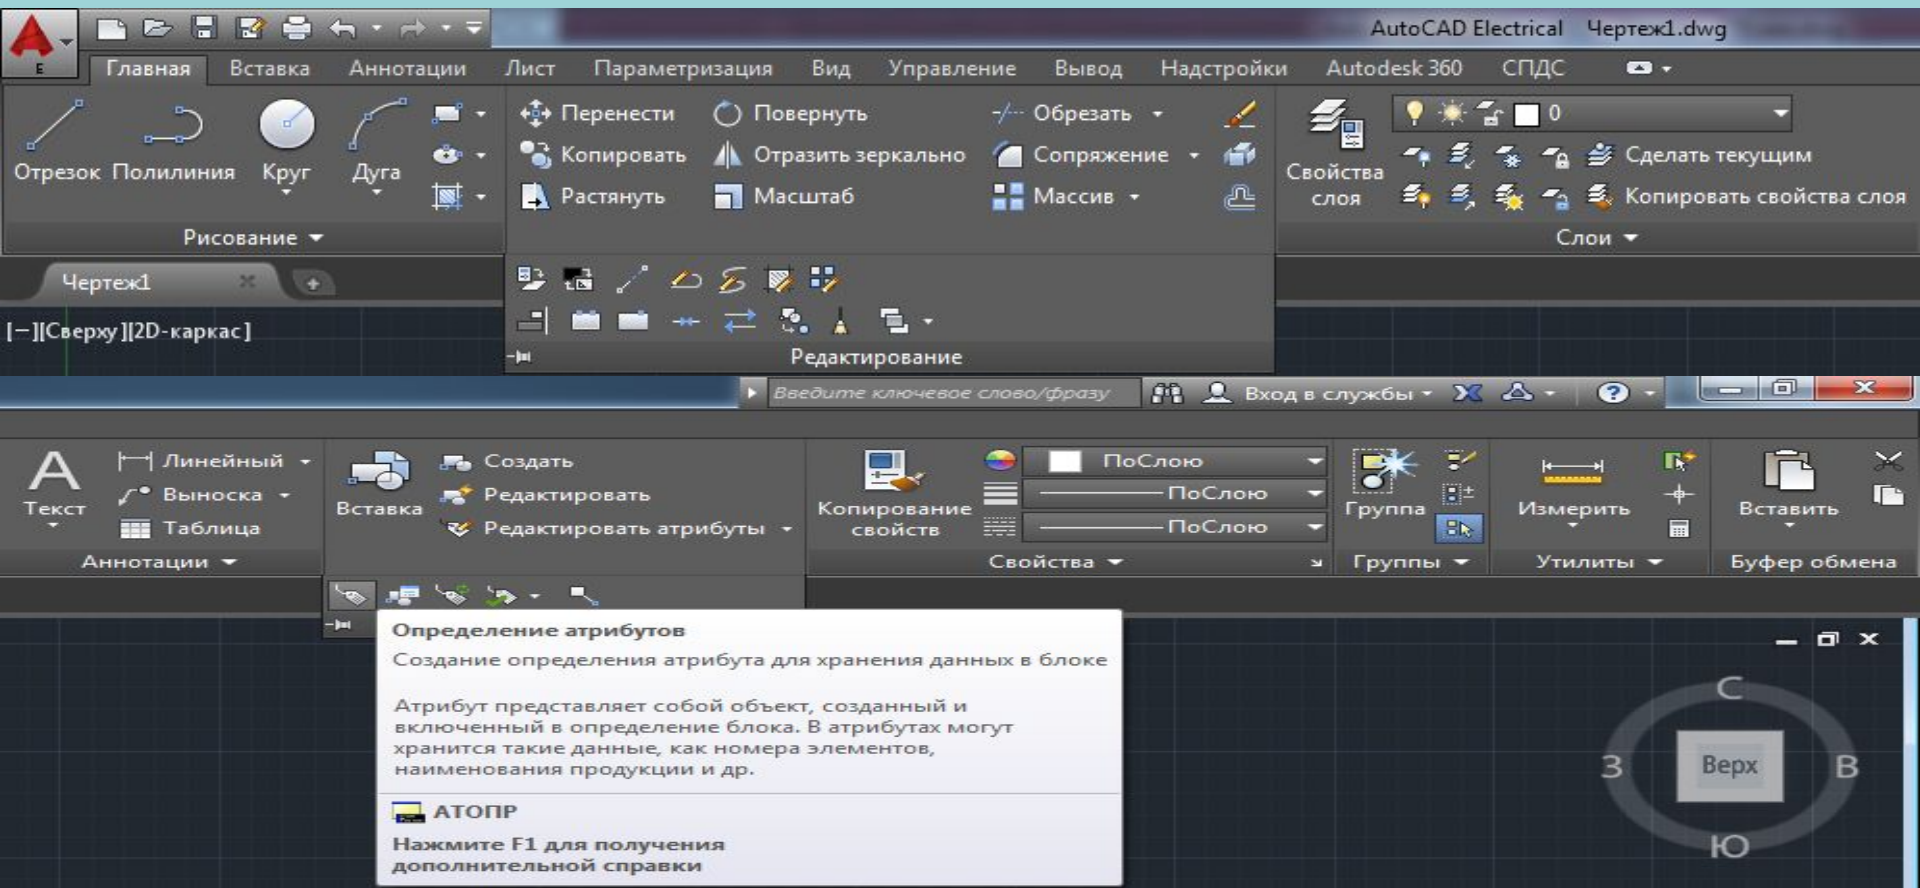 AutoCAD Electrical Чертеж1.dwg
E
Главная Вставка Аннотации Лист Параметризация Вид Управление Вывод Надстройки Autodesk 360 СПДС
Отрезок Полилиния Круг Дуга
Рисование
Перенести Повернуть Обрезать
Копировать Отразить зеркально Сопряжение
Растянуть Масштаб Массив
Редактирование
Свойства
слоя
0
Сделать текущим
Копировать свойства слоя
Слои
Чертеж1
[−][Сверху][2D-каркас]
Введите ключевое слово/фразу Вход в службы
Текст
Линейный
Выноска
Таблица
Аннотации
Вставка
Создать
Редактировать
Редактировать атрибуты
Копирование
свойств
ПоСлою
ПоСлою
ПоСлою
Свойства
Группа
Группы
Измерить
Утилиты
Вставить
Буфер обмена
Определение атрибутов
Создание определения атрибута для хранения данных в блоке
Атрибут представляет собой объект, созданный и
включенный в определение блока. В атрибутах могут
хранится такие данные, как номера элементов,
наименования продукции и др.
АТОПР
Нажмите F1 для получения
дополнительной справки
С
З Верх В
Ю